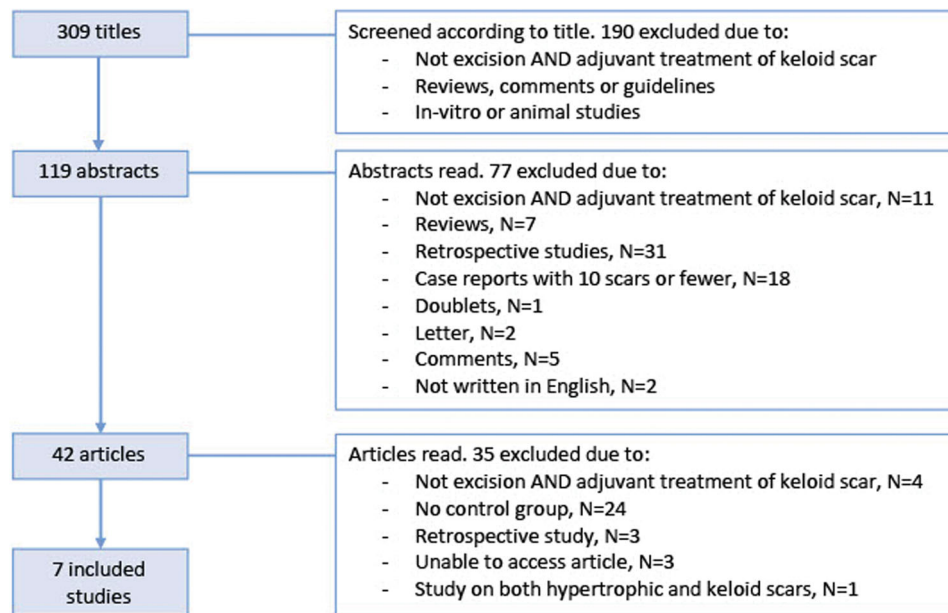 309 titles
Screened according to title. 190 excluded due to:
- Not excision AND adjuvant treatment of keloid scar
- Reviews, comments or guidelines
- In-vitro or animal studies
119 abstracts
Abstracts read. 77 excluded due to:
- Not excision AND adjuvant treatment of keloid scar, N=11
- Reviews, N=7
- Retrospective studies, N=31
- Case reports with 10 scars or fewer, N=18
- Doublets, N=1
- Letter, N=2
- Comments, N=5
- Not written in English, N=2
42 articles
Articles read. 35 excluded due to:
- Not excision AND adjuvant treatment of keloid scar, N=4
- No control group, N=24
- Retrospective study, N=3
- Unable to access article, N=3
- Study on both hypertrophic and keloid scars, N=1
7 included
studies